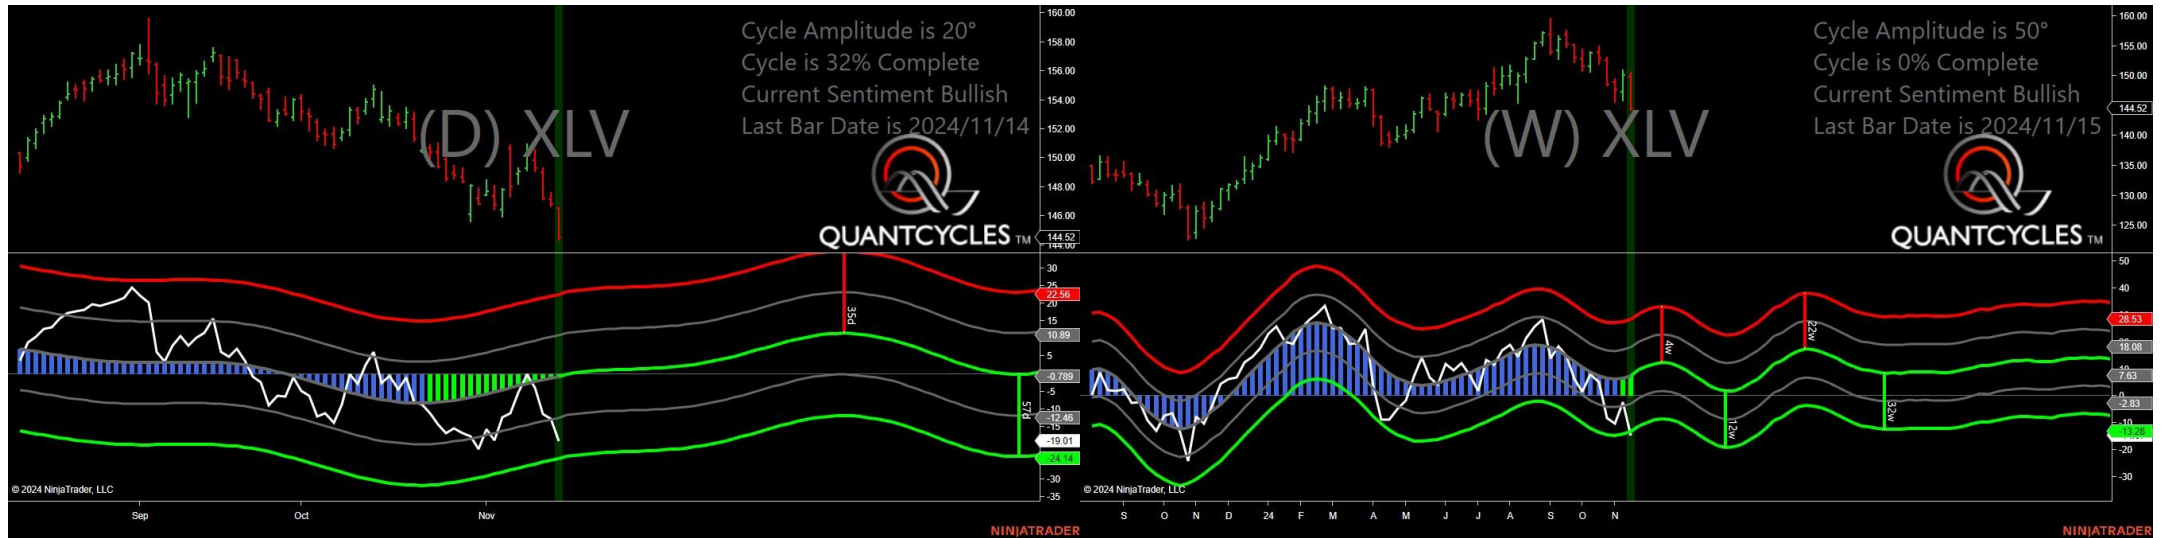 Cycle Amplitude is 20°
Cycle is 32% Complete
Current Sentiment Bullish
Last Bar Date is 2024/11/14
(D) XLV
QUANTCYCLES TM
160.00
158.00
156.00
154.00
152.00
150.00
148.00
146.00
144.52
144.00
30
25
22.56
20
15
10.89
5
-0.789
-5
-10
-12.46
-15
-19.01
-24.14
-30
-35
35d
57d
© 2024 NinjaTrader, LLC
Sep
Oct
Nov
NINJATRADER
Cycle Amplitude is 50°
Cycle is 0% Complete
Current Sentiment Bullish
Last Bar Date is 2024/11/15
(W) XLV
QUANTCYCLES TM
160.00
155.00
150.00
144.52
140.00
135.00
130.00
125.00
50
40
28.53
18.08
7.63
-2.83
-13.28
-20
-30
4w
12w
22w
32w
© 2024 NinjaTrader, LLC
S O N D 24 F M A M J J A S O N
NINJATRADER